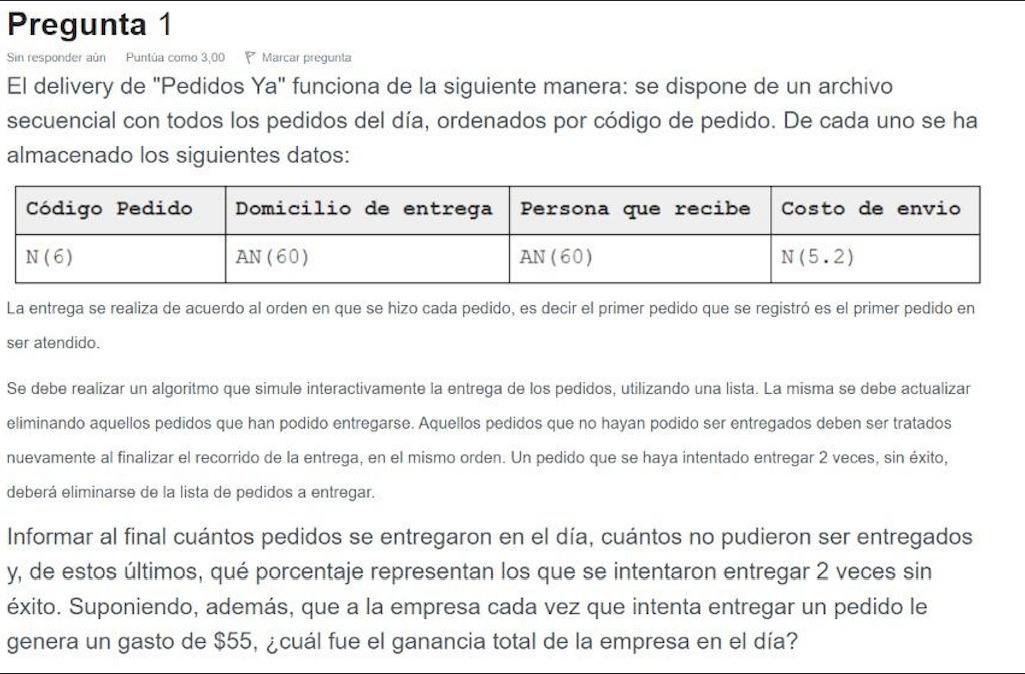 Pregunta 1
Sin responder aún Puntúa como 3,00 Marcar pregunta
El delivery de "Pedidos Ya" funciona de la siguiente manera: se dispone de un archivo
secuencial con todos los pedidos del día, ordenados por código de pedido. De cada uno se ha
almacenado los siguientes datos:
Código Pedido Domicilio de entrega Persona que recibe Costo de envio
N(6) AN(60) AN(60) N(5.2)
La entrega se realiza de acuerdo al orden en que se hizo cada pedido, es decir el primer pedido que se registró es el primer pedido en
ser atendido.
Se debe realizar un algoritmo que simule interactivamente la entrega de los pedidos, utilizando una lista. La misma se debe actualizar
eliminando aquellos pedidos que han podido entregarse. Aquellos pedidos que no hayan podido ser entregados deben ser tratados
nuevamente al finalizar el recorrido de la entrega, en el mismo orden. Un pedido que se haya intentado entregar 2 veces, sin éxito,
deberá eliminarse de la lista de pedidos a entregar.
Informar al final cuántos pedidos se entregaron en el día, cuántos no pudieron ser entregados
y, de estos últimos, qué porcentaje representan los que se intentaron entregar 2 veces sin
éxito. Suponiendo, además, que a la empresa cada vez que intenta entregar un pedido le
genera un gasto de $55, ¿cuál fue el ganancia total de la empresa en el día?